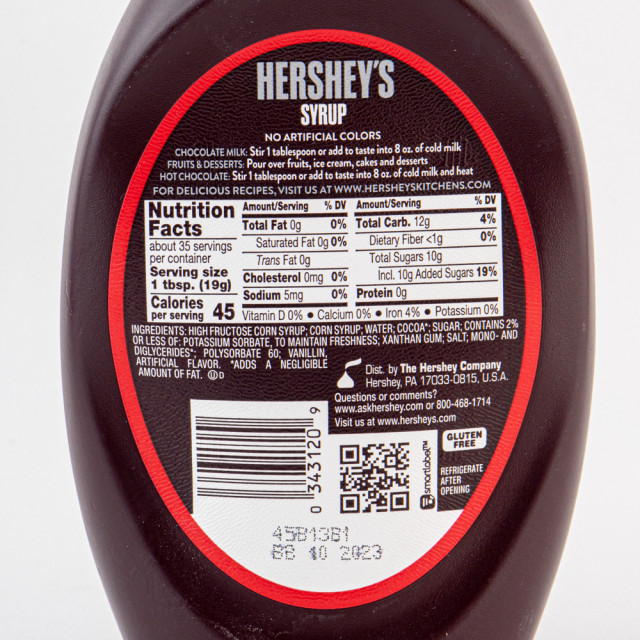 HERSHEY'S
SYRUP
NO ARTIFICIAL COLORS
CHOCOLATE MILK: Stir 1 tablespoon or add to taste into 8 oz. of cold milk
FRUITS & DESSERTS: Pour over fruits, ice cream, cakes and desserts
HOT CHOCOLATE: Stir 1 tablespoon or add to taste into 8 oz. of cold milk and heat
FOR DELICIOUS RECIPES, VISIT US AT WWW.HERSHEYSKITCHENS.COM
Nutrition
Facts
about 35 servings
per container
Serving size
1 tbsp. (19g)
Calories
per serving 45
Amount/Serving % DV
Total Fat 0g 0%
Saturated Fat 0g 0%
Trans Fat 0g
Cholesterol 0mg 0%
Sodium 5mg 0%
Amount/Serving % DV
Total Carb. 12g 4%
Dietary Fiber <1g 0%
Total Sugars 10g
Incl. 10g Added Sugars 19%
Protein 0g
Vitamin D 0% • Calcium 0% • Iron 4% • Potassium 0%
INGREDIENTS: HIGH FRUCTOSE CORN SYRUP; CORN SYRUP; WATER; COCOA*; SUGAR; CONTAINS 2%
OR LESS OF: POTASSIUM SORBATE, TO MAINTAIN FRESHNESS; XANTHAN GUM; SALT; MONO- AND
DIGLYCERIDES*; POLYSORBATE 60; VANILLIN,
ARTIFICIAL FLAVOR. *ADDS A NEGLIGIBLE
AMOUNT OF FAT. Ⓤ D
Dist. by The Hershey Company
Hershey, PA 17033-0815, U.S.A.
Questions or comments?
www.askhershey.com or 800-468-1714
Visit us at www.hersheys.com
0 343120 9
smartlabel™
GLUTEN
FREE
REFRIGERATE
AFTER
OPENING
45B13B1
BB 10 2023